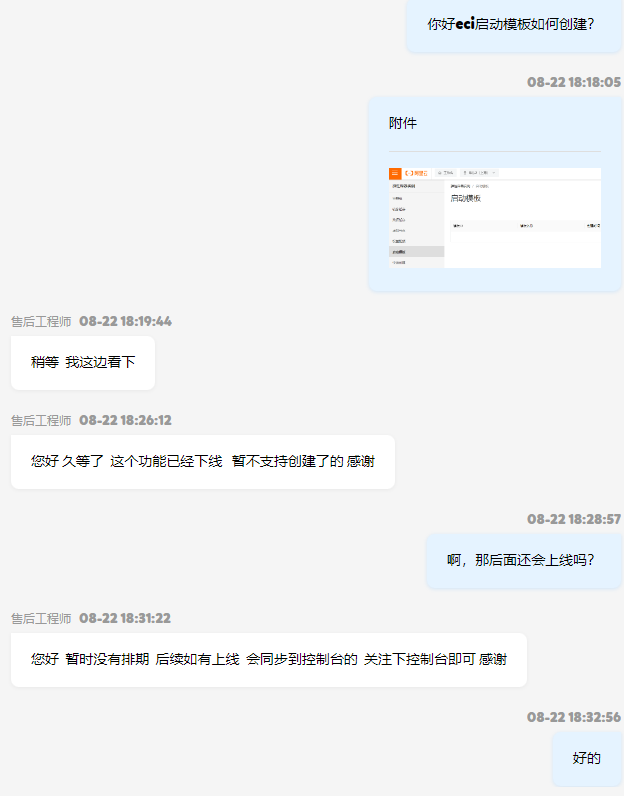 你好eci启动模板如何创建？
08-22 18:18:05
附件
启动模板
售后工程师 08-22 18:19:44
稍等 我这边看下
售后工程师 08-22 18:26:12
您好 久等了 这个功能已经下线 暂不支持创建了的 感谢
08-22 18:28:57
啊，那后面还会上线吗？
售后工程师 08-22 18:31:22
您好 暂时没有排期 后续如有上线 会同步到控制台的 关注下控制台即可 感谢
08-22 18:32:56
好的